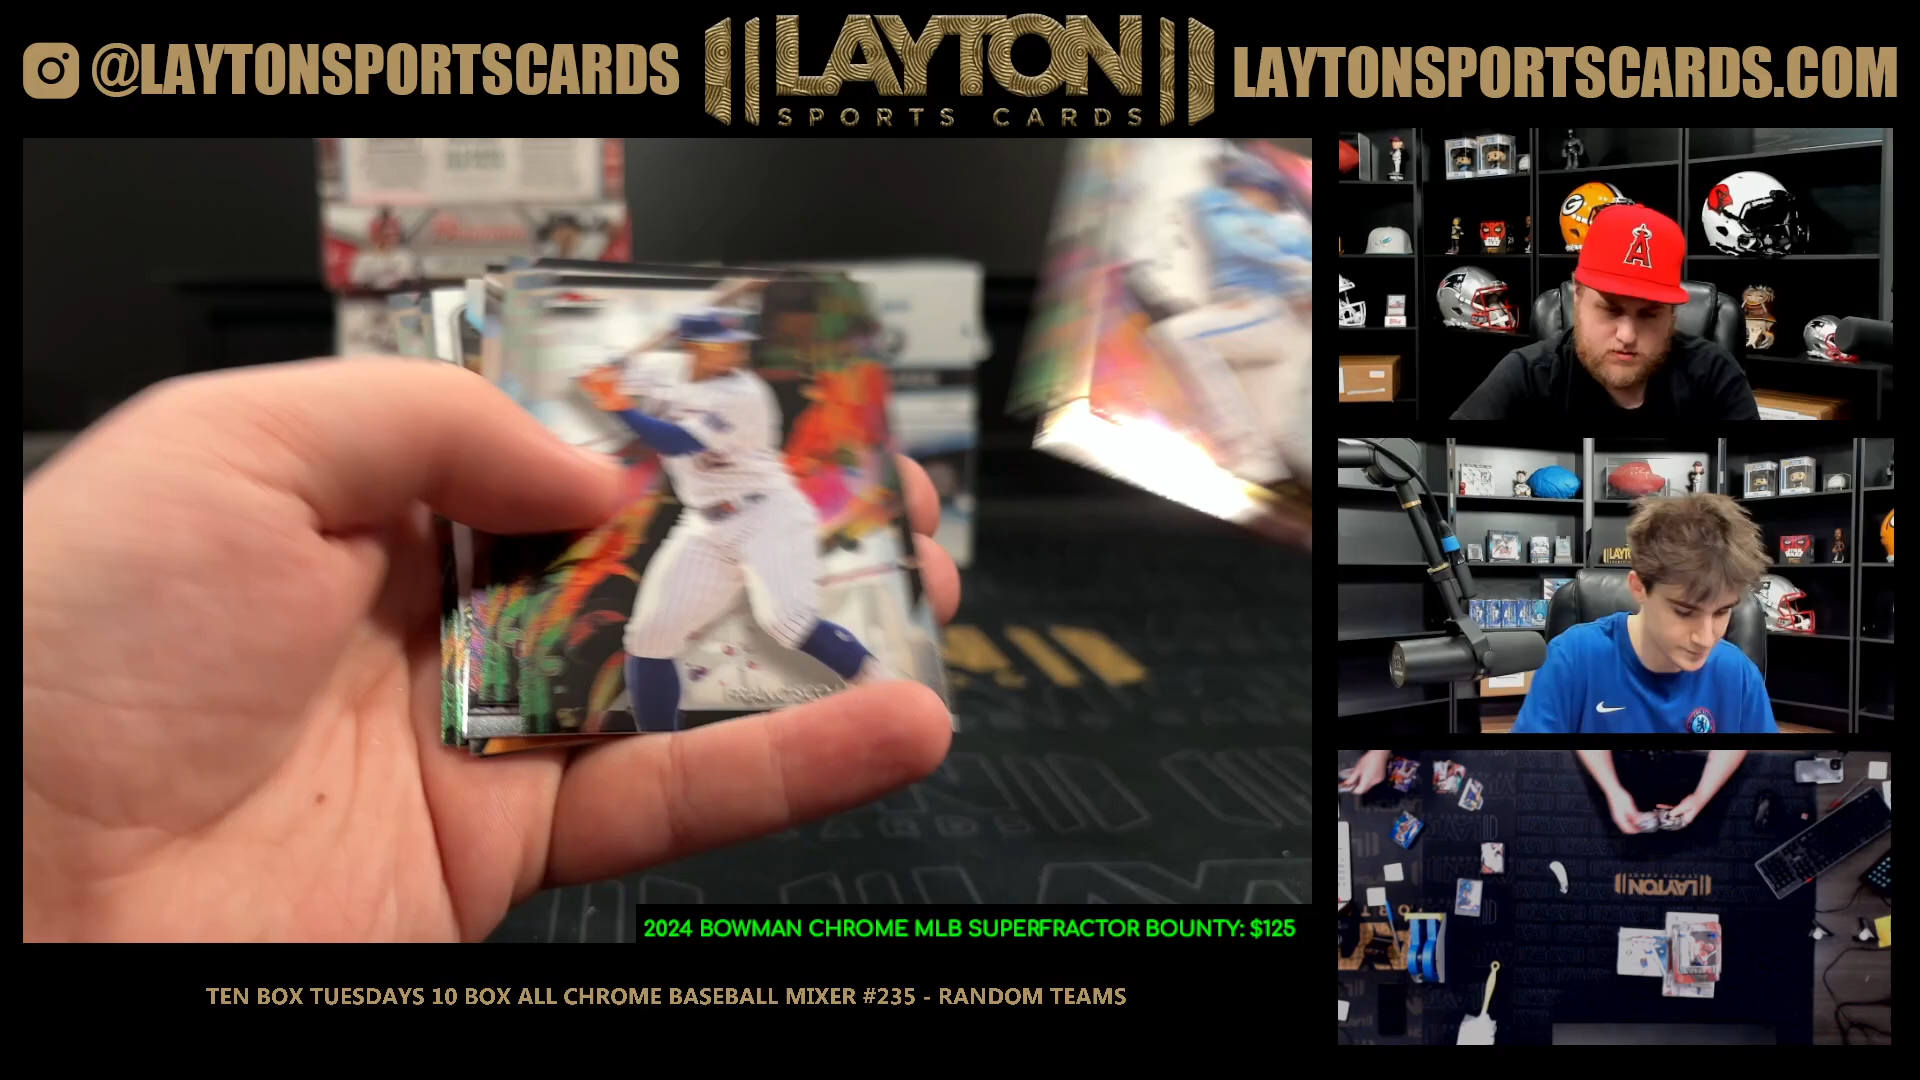 @LAYTONSPORTSCARDS
LAYTON
SPORTS CARDS
LAYTONSPORTSCARDS.COM
2024 BOWMAN CHROME MLB SUPERFRACTOR BOUNTY: $125
TEN BOX TUESDAYS 10 BOX ALL CHROME BASEBALL MIXER #235 - RANDOM TEAMS
FRANCISCO
A
G
LAYTON